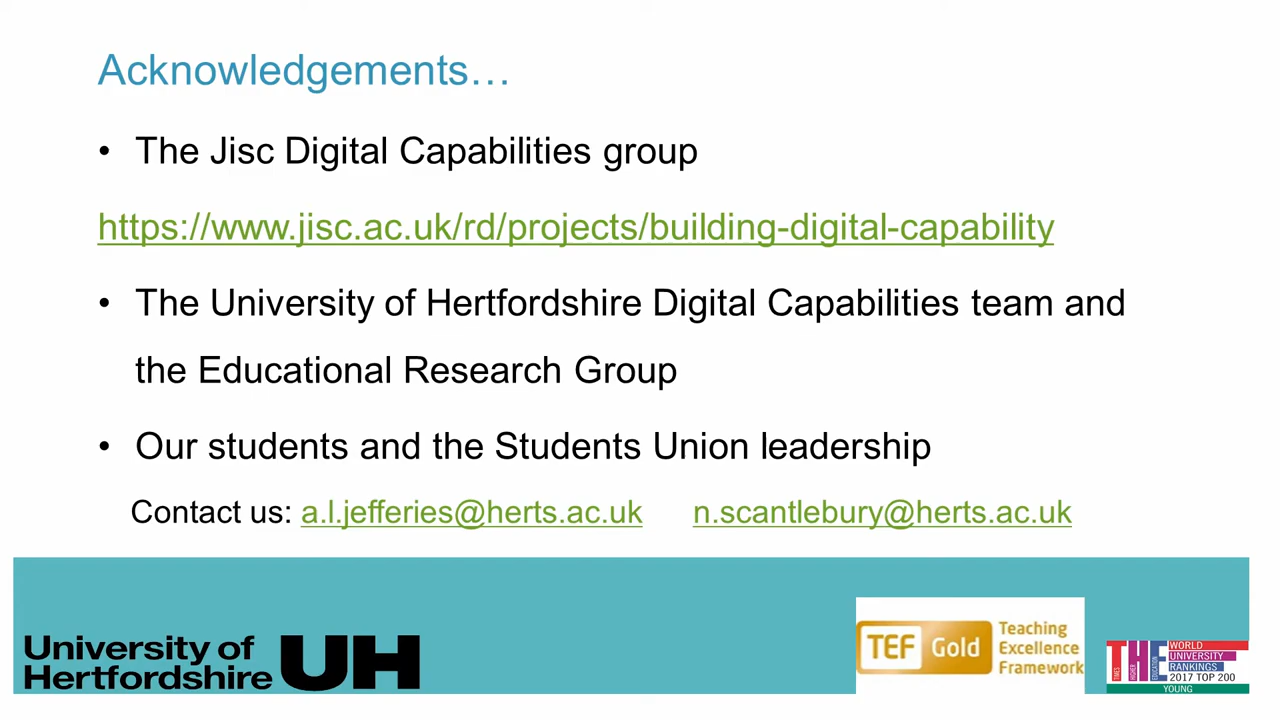 Acknowledgements…
• The Jisc Digital Capabilities group
https://www.jisc.ac.uk/rd/projects/building-digital-capability
• The University of Hertfordshire Digital Capabilities team and
the Educational Research Group
• Our students and the Students Union leadership
Contact us: a.l.jefferies@herts.ac.uk n.scantlebury@herts.ac.uk
University of
Hertfordshire
UH
TEF Gold
Teaching
Excellence
Framework
THE
TIMES
HIGHER
EDUCATION
WORLD
UNIVERSITY
RANKINGS
2017 TOP 200
YOUNG